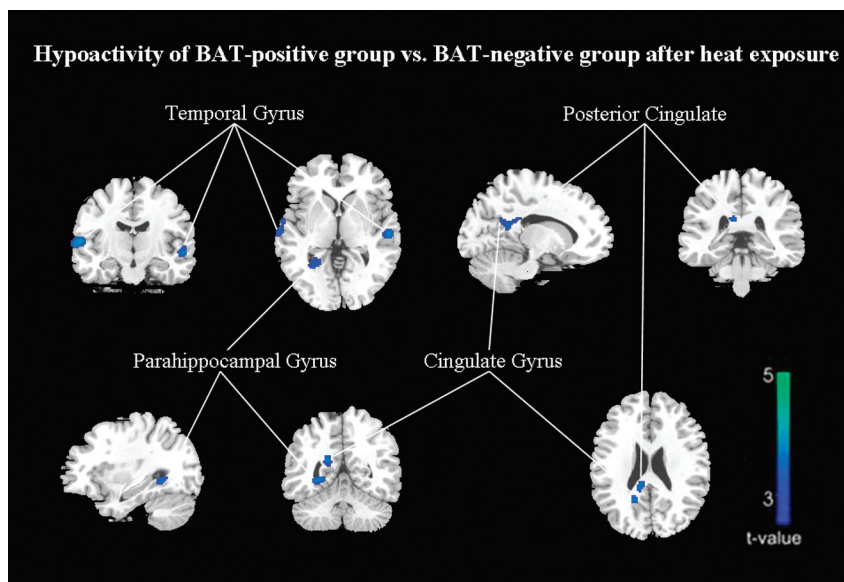 Hypoactivity of BAT-positive group vs. BAT-negative group after heat exposure
Temporal Gyrus
Posterior Cingulate
Parahippocampal Gyrus
Cingulate Gyrus
5
3
t-value